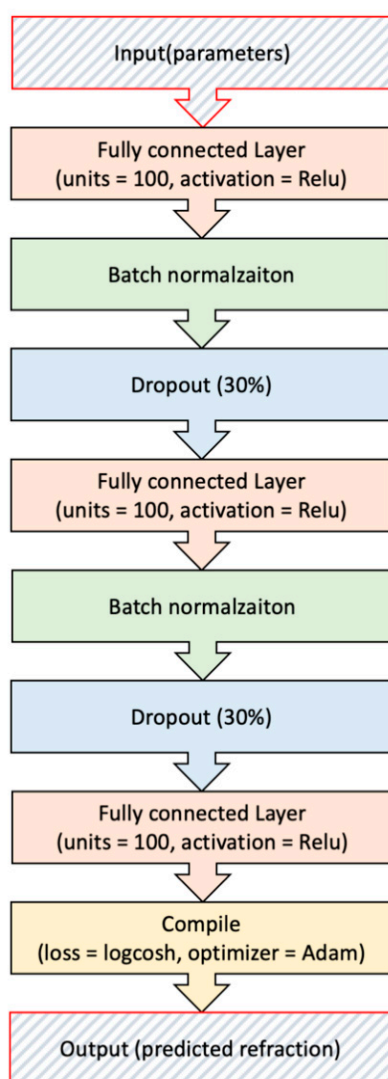 Input(parameters)
Fully connected Layer
(units = 100, activation = Relu)
Batch normalzaiton
Dropout (30%)
Fully connected Layer
(units = 100, activation = Relu)
Batch normalzaiton
Dropout (30%)
Fully connected Layer
(units = 100, activation = Relu)
Compile
(loss = logcosh, optimizer = Adam)
Output (predicted refraction)